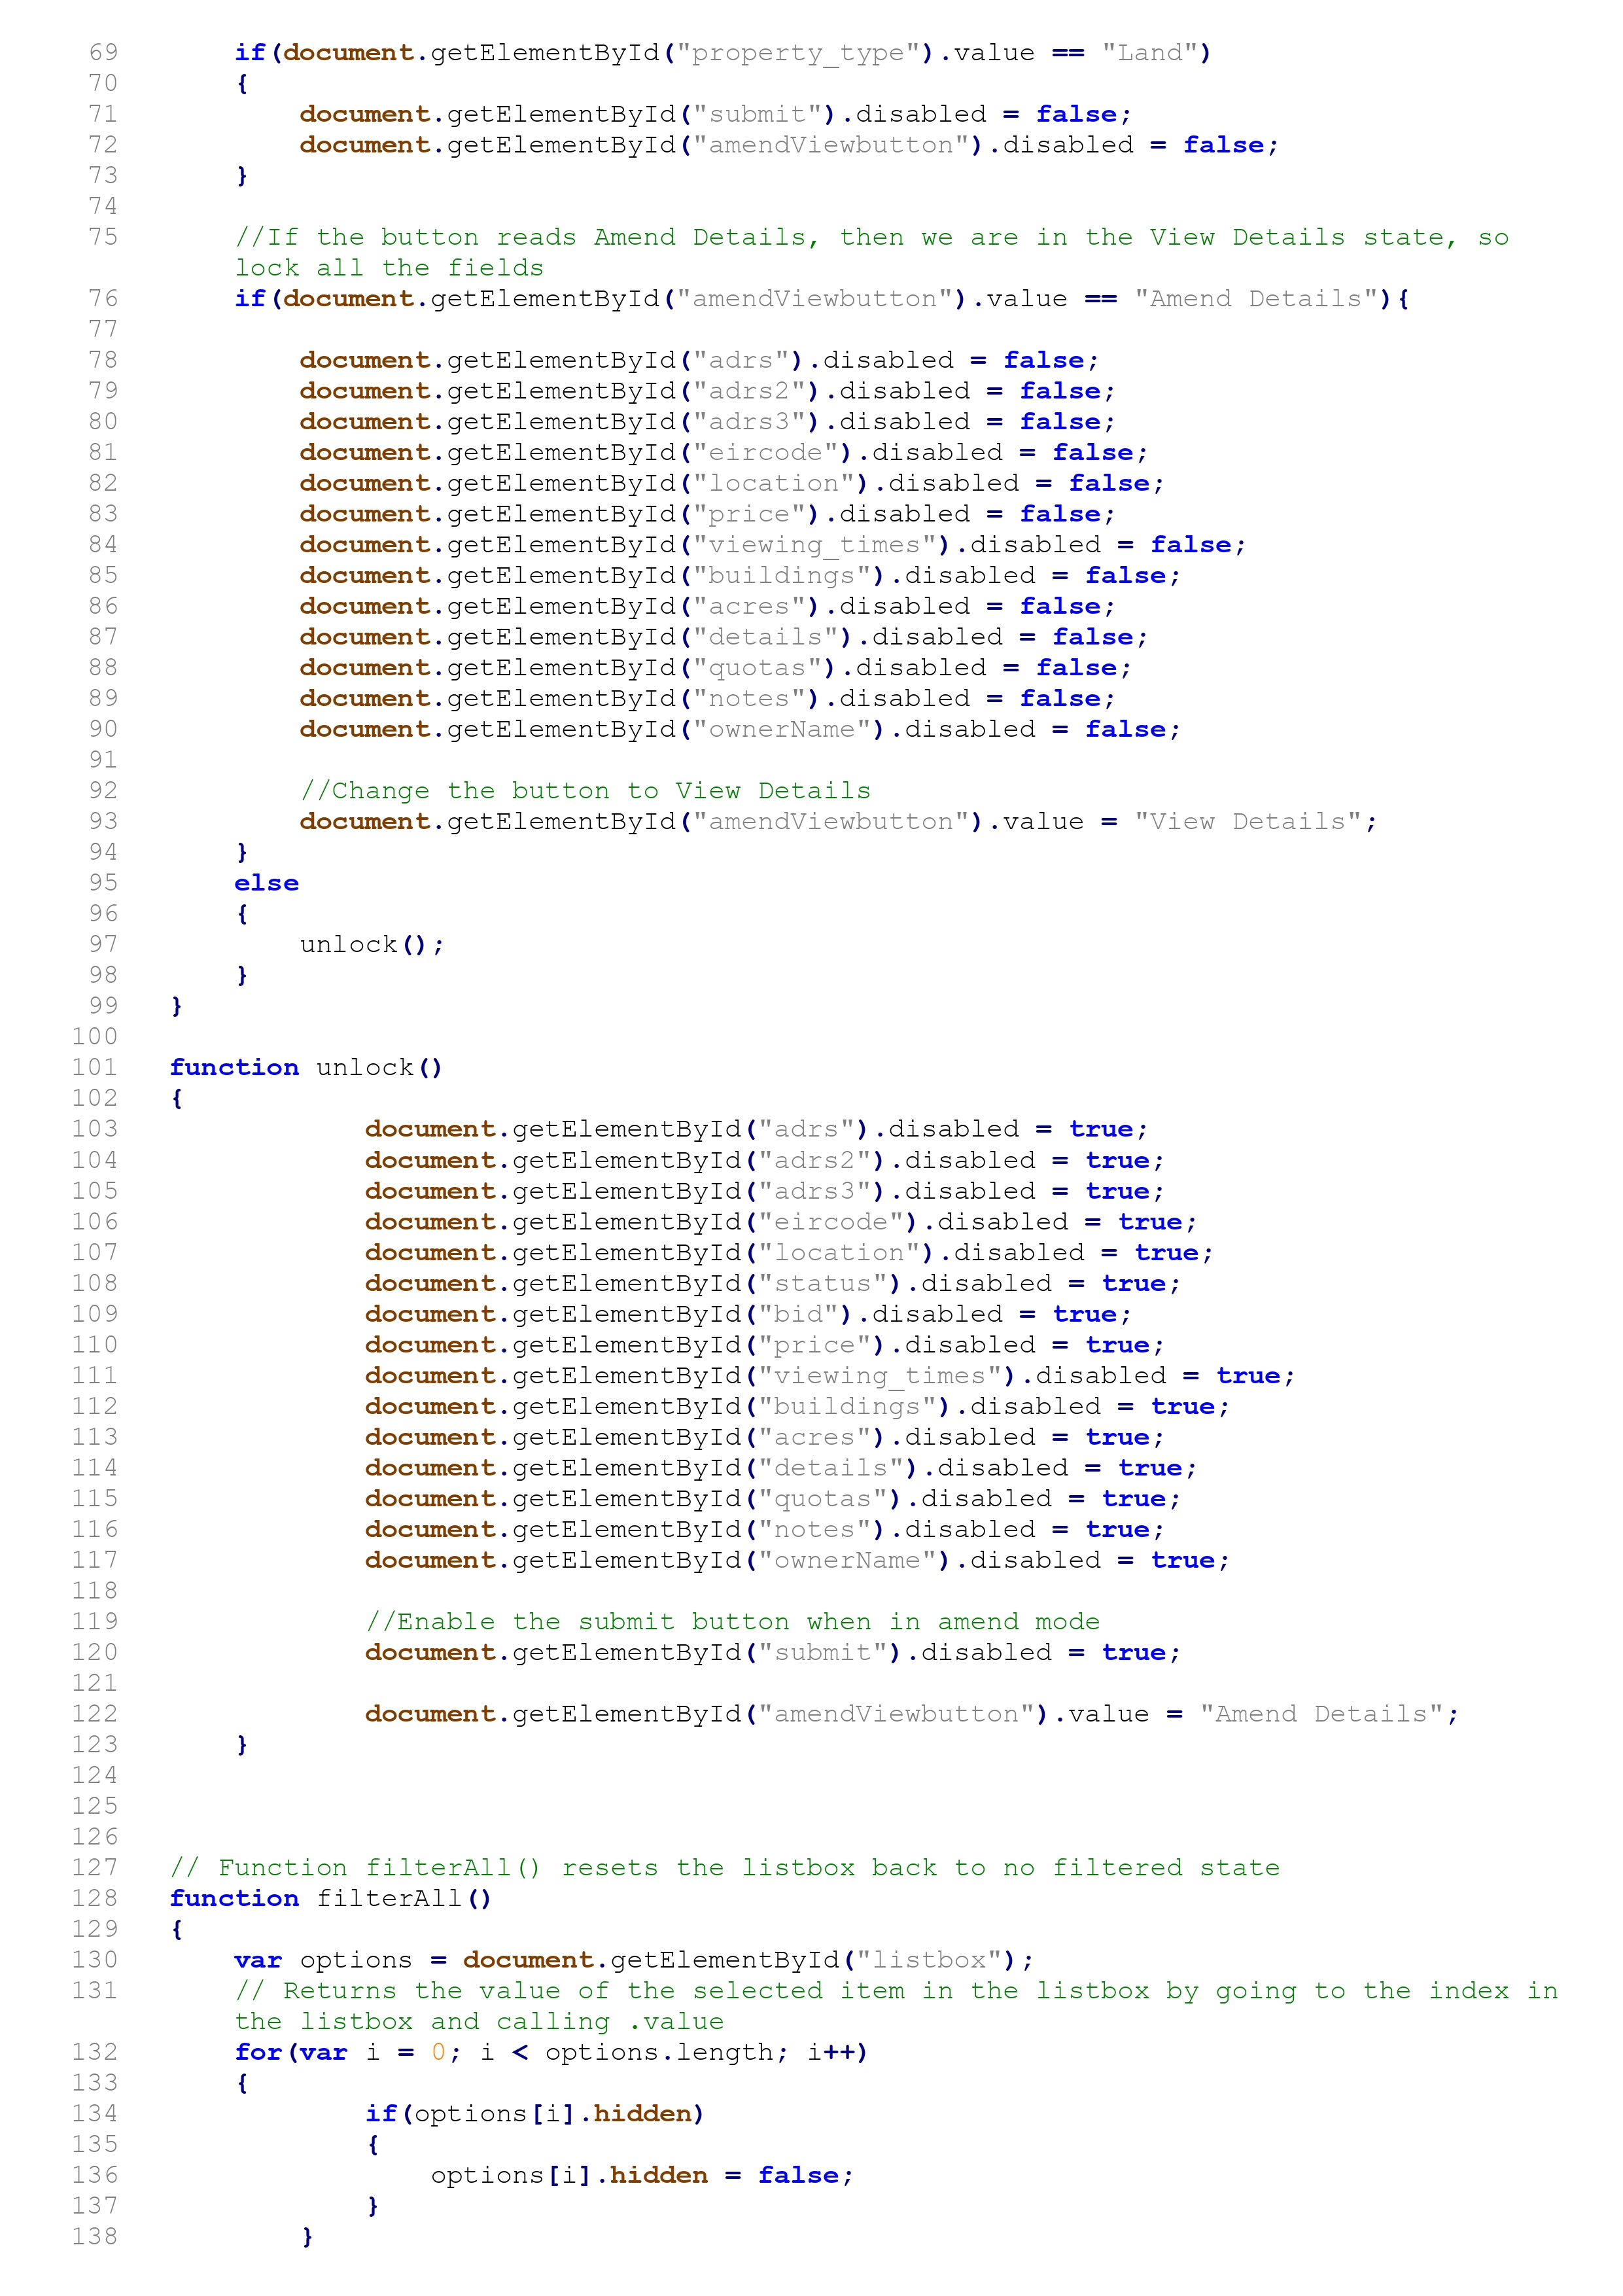 69 if(document.getElementById("property_type").value == "Land")
70 {
71 document.getElementById("submit").disabled = false;
72 document.getElementById("amendViewbutton").disabled = false;
73 }
74
75 //If the button reads Amend Details, then we are in the View Details state, so
lock all the fields
76 if(document.getElementById("amendViewbutton").value == "Amend Details"){
77
78 document.getElementById("adrs").disabled = false;
79 document.getElementById("adrs2").disabled = false;
80 document.getElementById("adrs3").disabled = false;
81 document.getElementById("eircode").disabled = false;
82 document.getElementById("location").disabled = false;
83 document.getElementById("price").disabled = false;
84 document.getElementById("viewing_times").disabled = false;
85 document.getElementById("buildings").disabled = false;
86 document.getElementById("acres").disabled = false;
87 document.getElementById("details").disabled = false;
88 document.getElementById("quotas").disabled = false;
89 document.getElementById("notes").disabled = false;
90 document.getElementById("ownerName").disabled = false;
91
92 //Change the button to View Details
93 document.getElementById("amendViewbutton").value = "View Details";
94 }
95 else
96 {
97 unlock();
98 }
99 }
100
101 function unlock()
102 {
103 document.getElementById("adrs").disabled = true;
104 document.getElementById("adrs2").disabled = true;
105 document.getElementById("adrs3").disabled = true;
106 document.getElementById("eircode").disabled = true;
107 document.getElementById("location").disabled = true;
108 document.getElementById("status").disabled = true;
109 document.getElementById("bid").disabled = true;
110 document.getElementById("price").disabled = true;
111 document.getElementById("viewing_times").disabled = true;
112 document.getElementById("buildings").disabled = true;
113 document.getElementById("acres").disabled = true;
114 document.getElementById("details").disabled = true;
115 document.getElementById("quotas").disabled = true;
116 document.getElementById("notes").disabled = true;
117 document.getElementById("ownerName").disabled = true;
118
119 //Enable the submit button when in amend mode
120 document.getElementById("submit").disabled = true;
121
122 document.getElementById("amendViewbutton").value = "Amend Details";
123 }
124
125
126
127 // Function filterAll() resets the listbox back to no filtered state
128 function filterAll()
129 {
130 var options = document.getElementById("listbox");
131 // Returns the value of the selected item in the listbox by going to the index in
the listbox and calling .value
132 for(var i = 0; i < options.length; i++)
133 {
134 if(options[i].hidden)
135 {
136 options[i].hidden = false;
137 }
138 }